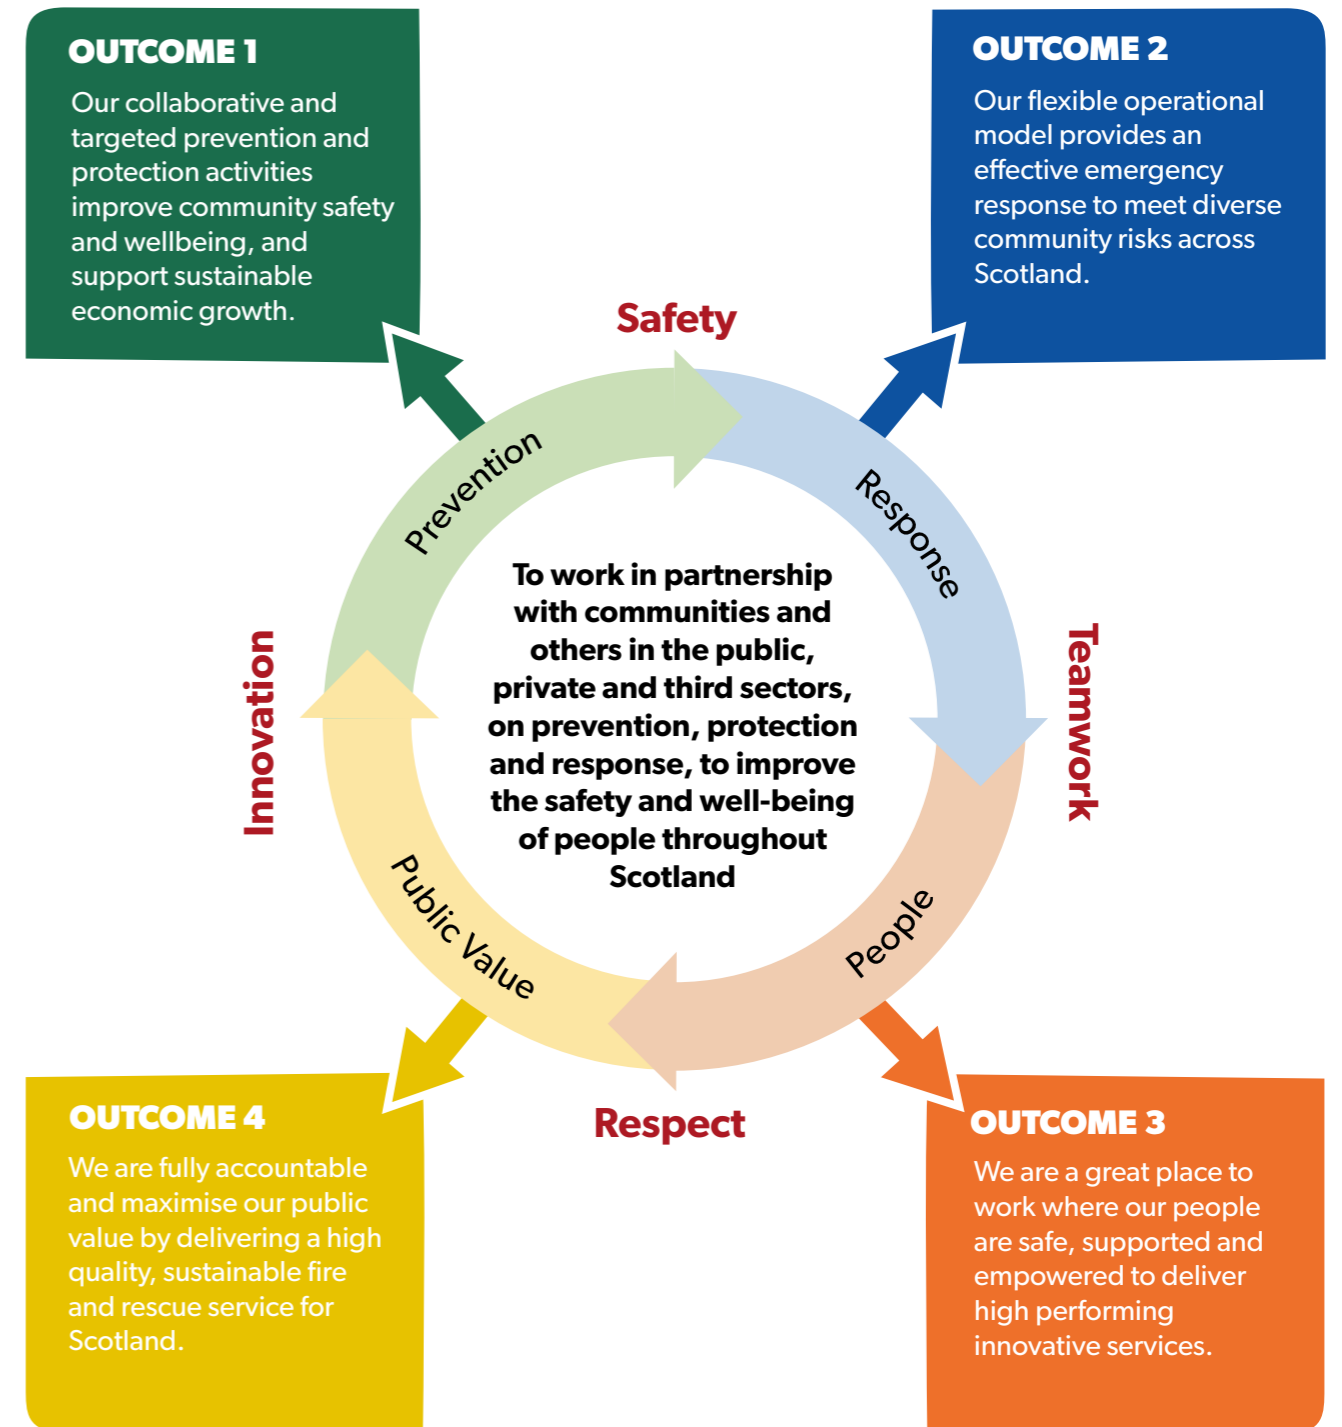 OUTCOME 1
Our collaborative and
targeted prevention and
protection activities
improve community safety
and wellbeing, and
support sustainable
economic growth.
OUTCOME 2
Our flexible operational
model provides an
effective emergency
response to meet diverse
community risks across
Scotland.
Safety
Prevention
Response
To work in partnership
with communities and
others in the public,
private and third sectors,
on prevention, protection
and response, to improve
the safety and well-being
of people throughout
Scotland
Innovation
Teamwork
Public Value
People
Respect
OUTCOME 4
We are fully accountable
and maximise our public
value by delivering a high
quality, sustainable fire
and rescue service for
Scotland.
OUTCOME 3
We are a great place to
work where our people
are safe, supported and
empowered to deliver
high performing
innovative services.